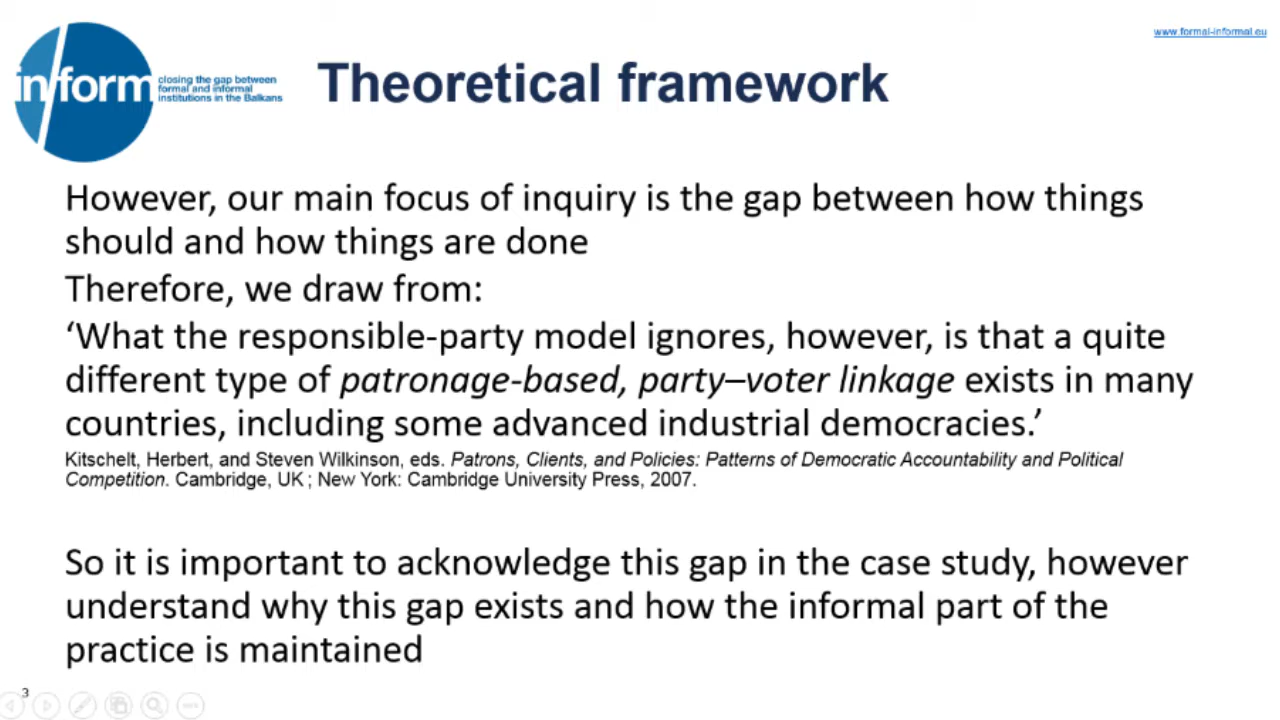 www.formal-informal.eu
in/form
closing the gap between
formal and informal
institutions in the Balkans
Theoretical framework
However, our main focus of inquiry is the gap between how things
should and how things are done
Therefore, we draw from:
‘What the responsible-party model ignores, however, is that a quite
different type of patronage-based, party–voter linkage exists in many
countries, including some advanced industrial democracies.’
Kitschelt, Herbert, and Steven Wilkinson, eds. Patrons, Clients, and Policies: Patterns of Democratic Accountability and Political
Competition. Cambridge, UK ; New York: Cambridge University Press, 2007.
So it is important to acknowledge this gap in the case study, however
understand why this gap exists and how the informal part of the
practice is maintained
3